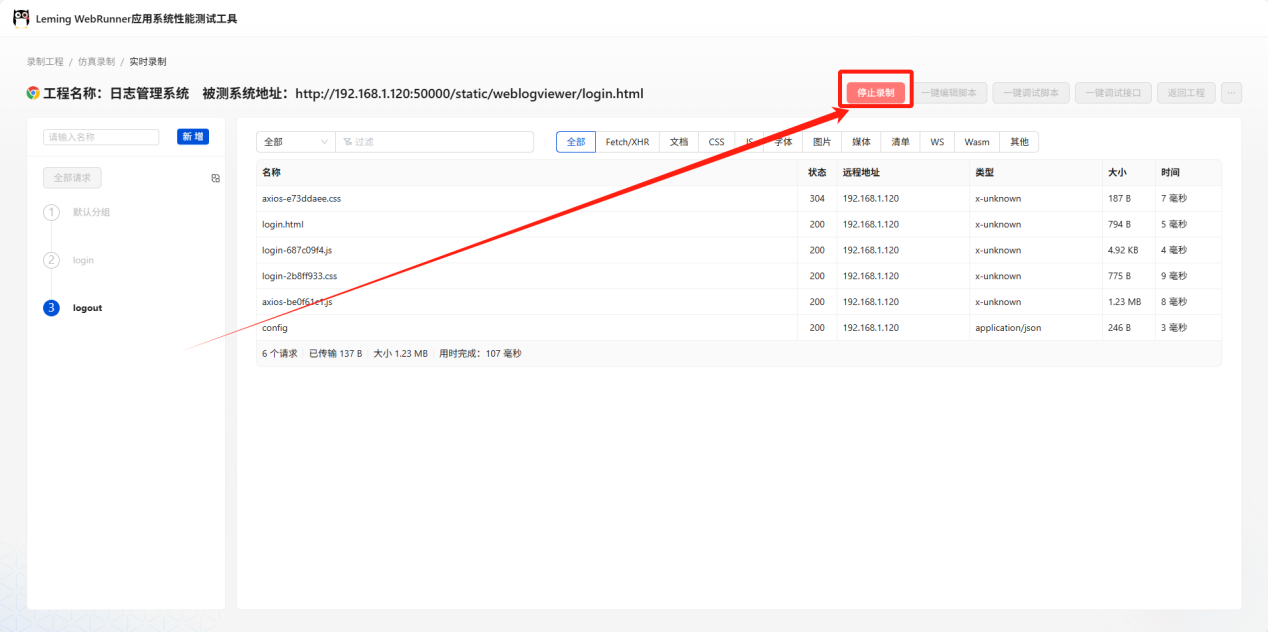 Leming WebRunner应用系统性能测试工具
录制工程 / 仿真录制 / 实时录制
工程名称：日志管理系统 被测系统地址：http://192.168.1.120:50000/static/weblogviewer/login.html
停止录制 一键编辑脚本 一键调试脚本 一键调试接口 返回工程 ···
请输入名称 新 增
全部请求
1 默认分组
2 login
3 logout
全部 过滤 全部 Fetch/XHR 文档 CSS JS 字体 图片 媒体 清单 WS Wasm 其他
名称 状态 远程地址 类型 大小 时间
axios-e73ddaee.css 304 192.168.1.120 x-unknown 187 B 7 毫秒
login.html 200 192.168.1.120 x-unknown 794 B 5 毫秒
login-687c09f4.js 200 192.168.1.120 x-unknown 4.92 KB 4 毫秒
login-2b8ff933.css 200 192.168.1.120 x-unknown 775 B 9 毫秒
axios-be0f61c1.js 200 192.168.1.120 x-unknown 1.23 MB 8 毫秒
config 200 192.168.1.120 application/json 246 B 3 毫秒
6 个请求 已传输 137 B 大小 1.23 MB 用时完成：107 毫秒